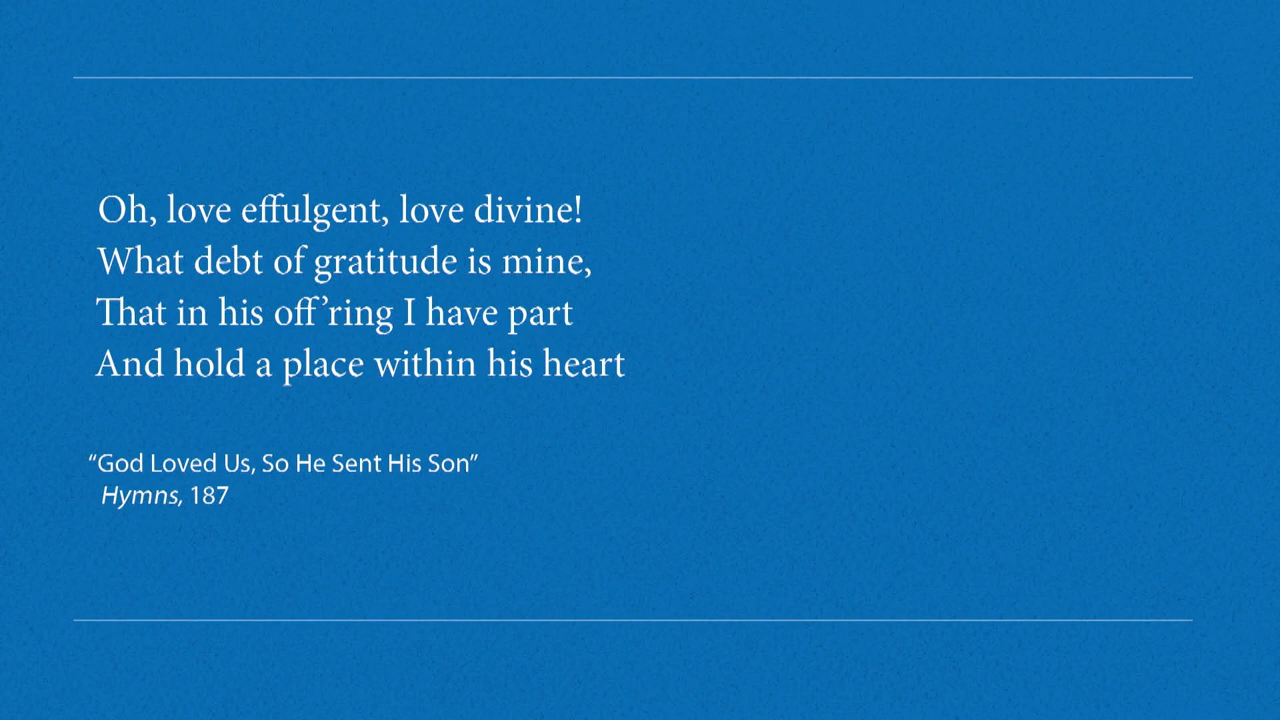 Oh, love effulgent, love divine!
What debt of gratitude is mine,
That in his off’ring I have part
And hold a place within his heart
“God Loved Us, So He Sent His Son”
Hymns, 187